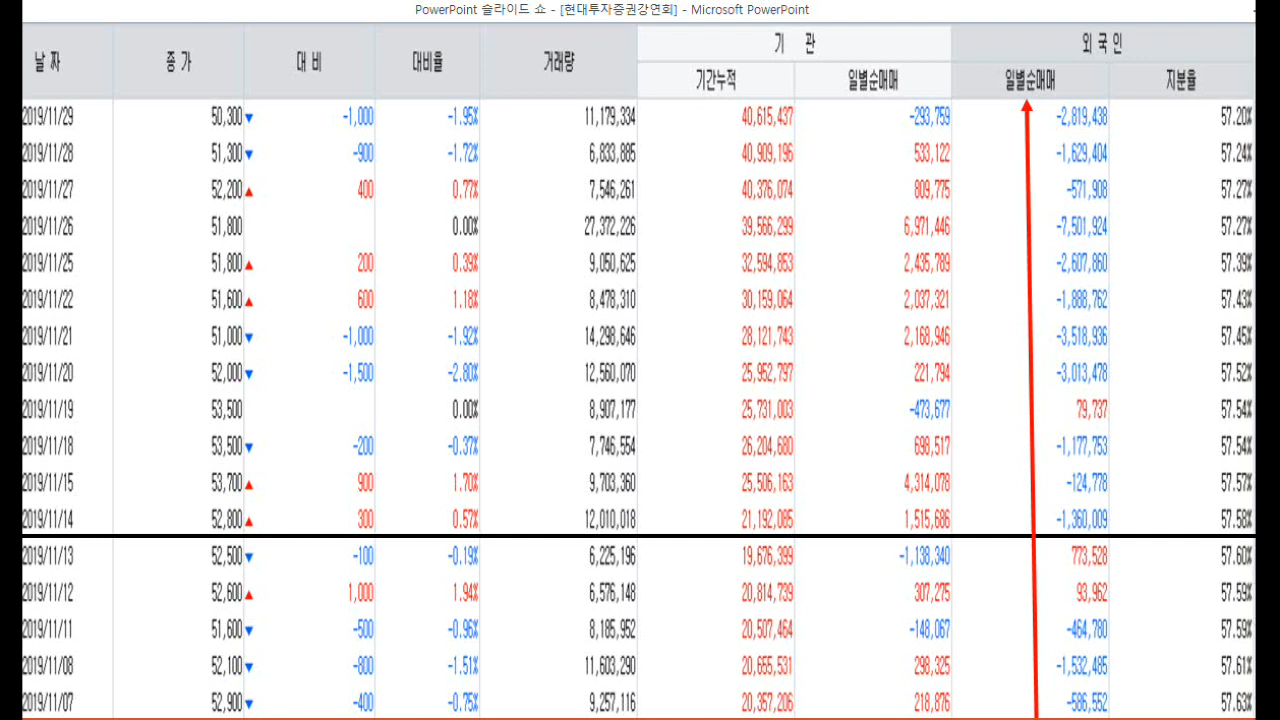 PowerPoint 슬라이드 쇼 - [현대투자증권강연회] - Microsoft PowerPoint
날 짜 종 가 대 비 대비율 거래량 기 관 외 국 인
기간누적 일별순매매 일별순매매 지분율
2019/11/29 50,300▼ -1,000 -1.95% 11,179,334 40,615,437 -293,759 -2,819,438 57.20%
2019/11/28 51,300▼ -900 -1.72% 6,833,885 40,909,196 533,122 -1,629,404 57.24%
2019/11/27 52,200▲ 400 0.77% 7,546,261 40,376,074 809,775 -571,908 57.27%
2019/11/26 51,800 0.00% 27,372,226 39,566,299 6,971,446 -7,501,924 57.27%
2019/11/25 51,800▲ 200 0.39% 9,050,625 32,594,853 2,435,789 -2,607,860 57.39%
2019/11/22 51,600▲ 600 1.18% 8,478,310 30,159,064 2,037,321 -1,888,762 57.43%
2019/11/21 51,000▼ -1,000 -1.92% 14,298,646 28,121,743 2,168,946 -3,518,936 57.45%
2019/11/20 52,000▼ -1,500 -2.80% 12,560,070 25,952,797 221,794 -3,013,478 57.52%
2019/11/19 53,500 0.00% 8,907,177 25,731,003 -473,677 79,737 57.54%
2019/11/18 53,500▼ -200 -0.37% 7,746,554 26,204,680 698,517 -1,177,753 57.54%
2019/11/15 53,700▲ 900 1.70% 9,703,360 25,506,163 4,314,078 -124,778 57.57%
2019/11/14 52,800▲ 300 0.57% 12,010,018 21,192,085 1,515,686 -1,360,009 57.58%
2019/11/13 52,500▼ -100 -0.19% 6,225,196 19,676,399 -1,138,340 773,528 57.60%
2019/11/12 52,600▲ 1,000 1.94% 6,576,148 20,814,739 307,275 93,962 57.59%
2019/11/11 51,600▼ -500 -0.96% 8,185,952 20,507,464 -148,067 -464,780 57.59%
2019/11/08 52,100▼ -800 -1.51% 11,603,290 20,655,531 298,325 -1,532,485 57.61%
2019/11/07 52,900▼ -400 -0.75% 9,257,116 20,357,206 218,876 -586,552 57.63%